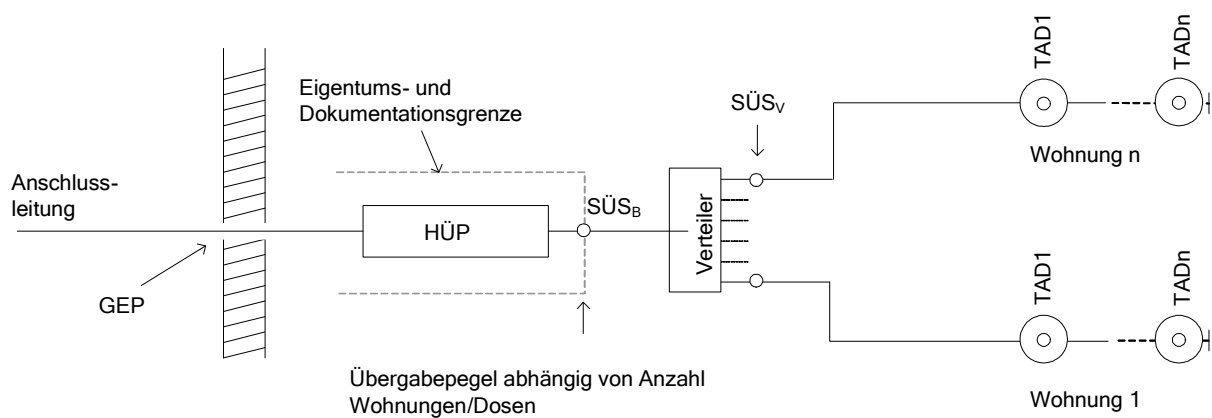 TAD1
TADn
Eigentums- und
Dokumentationsgrenze
SÜSV
Wohnung n
Anschluss-
leitung
SÜSB
HÜP
Verteiler
GEP
TAD1
TADn
Übergabepegel abhängig von Anzahl
Wohnungen/Dosen
Wohnung 1